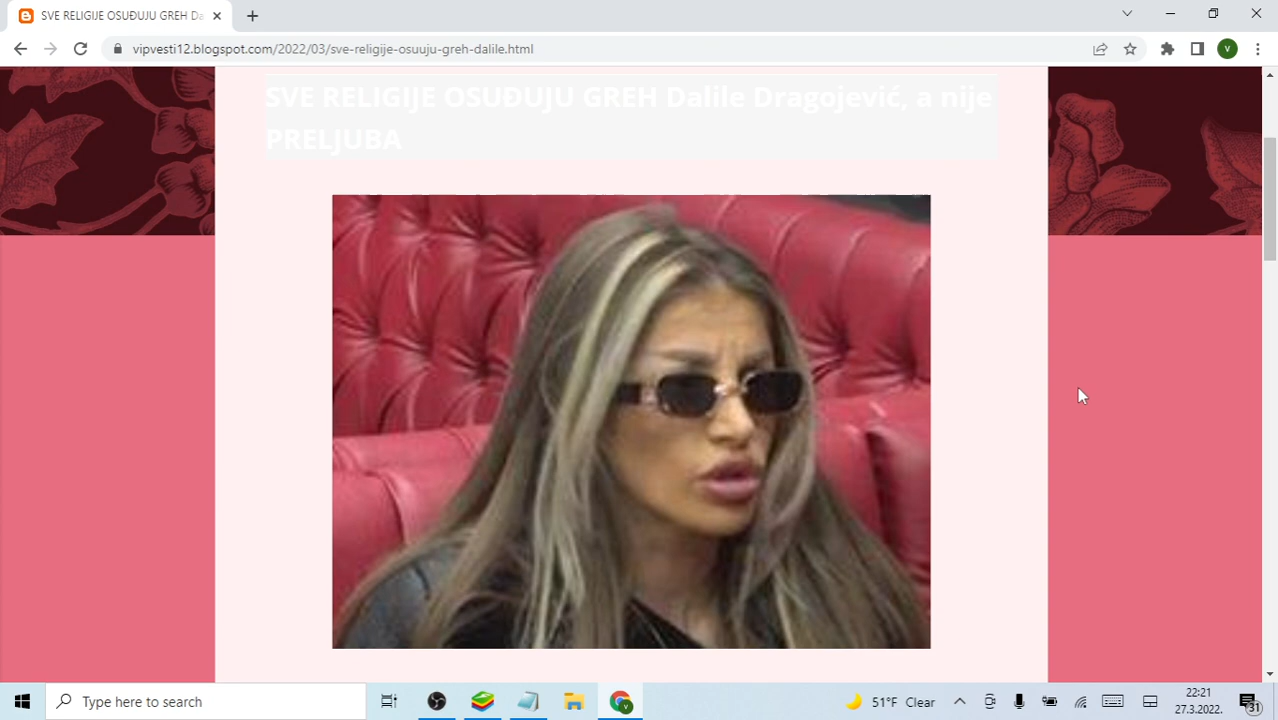 SVE RELIGIJE OSUĐUJU GREH Da
vipvesti12.blogspot.com/2022/03/sve-religije-osuuju-greh-dalile.html
V
SVE RELIGIJE OSUĐUJU GREH Dalile Dragojević, a nije
PRELJUBA
Type here to search
V
51°F Clear
22:21
27.3.2022.
31